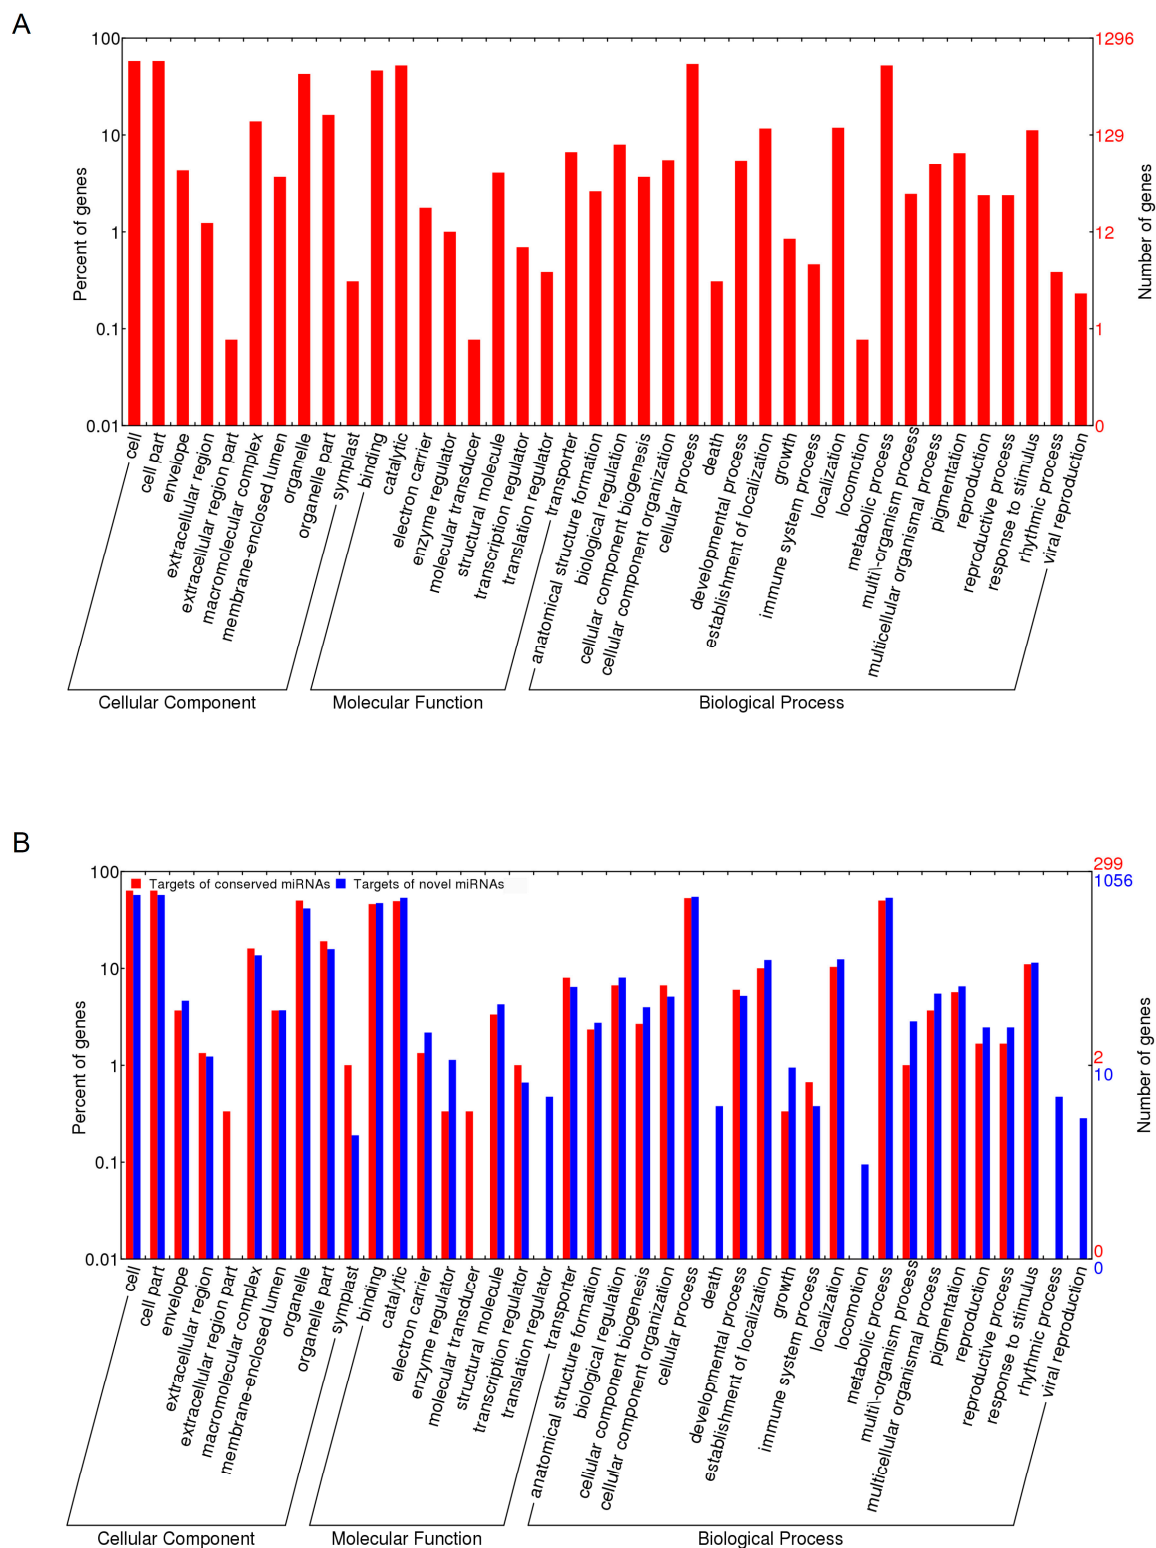 A
100
10
1
0.1
0.01
Percent of genes
1296
129
12
1
0
Number of genes
cell
cell part
envelope
extracellular region
extracellular region part
macromolecular complex
membrane-enclosed lumen
organelle
organelle part
symplast
binding
catalytic
electron carrier
enzyme regulator
molecular transducer
structural molecule
transcription regulator
translation regulator
transporter
anatomical structure formation
biological regulation
cellular component biogenesis
cellular component organization
cellular process
death
developmental process
establishment of localization
growth
immune system process
localization
locomotion
metabolic process
multi\-organism process
multicellular organismal process
pigmentation
reproduction
reproductive process
response to stimulus
rhythmic process
viral reproduction
Cellular Component
Molecular Function
Biological Process
B
Targets of conserved miRNAs
Targets of novel miRNAs
100
10
1
0.1
0.01
Percent of genes
299
1056
2
10
0
0
Number of genes
cell
cell part
envelope
extracellular region
extracellular region part
macromolecular complex
membrane-enclosed lumen
organelle
organelle part
symplast
binding
catalytic
electron carrier
enzyme regulator
molecular transducer
structural molecule
transcription regulator
translation regulator
transporter
anatomical structure formation
biological regulation
cellular component biogenesis
cellular component organization
cellular process
death
developmental process
establishment of localization
growth
immune system process
localization
locomotion
metabolic process
multi\-organism process
multicellular organismal process
pigmentation
reproduction
reproductive process
response to stimulus
rhythmic process
viral reproduction
Cellular Component
Molecular Function
Biological Process